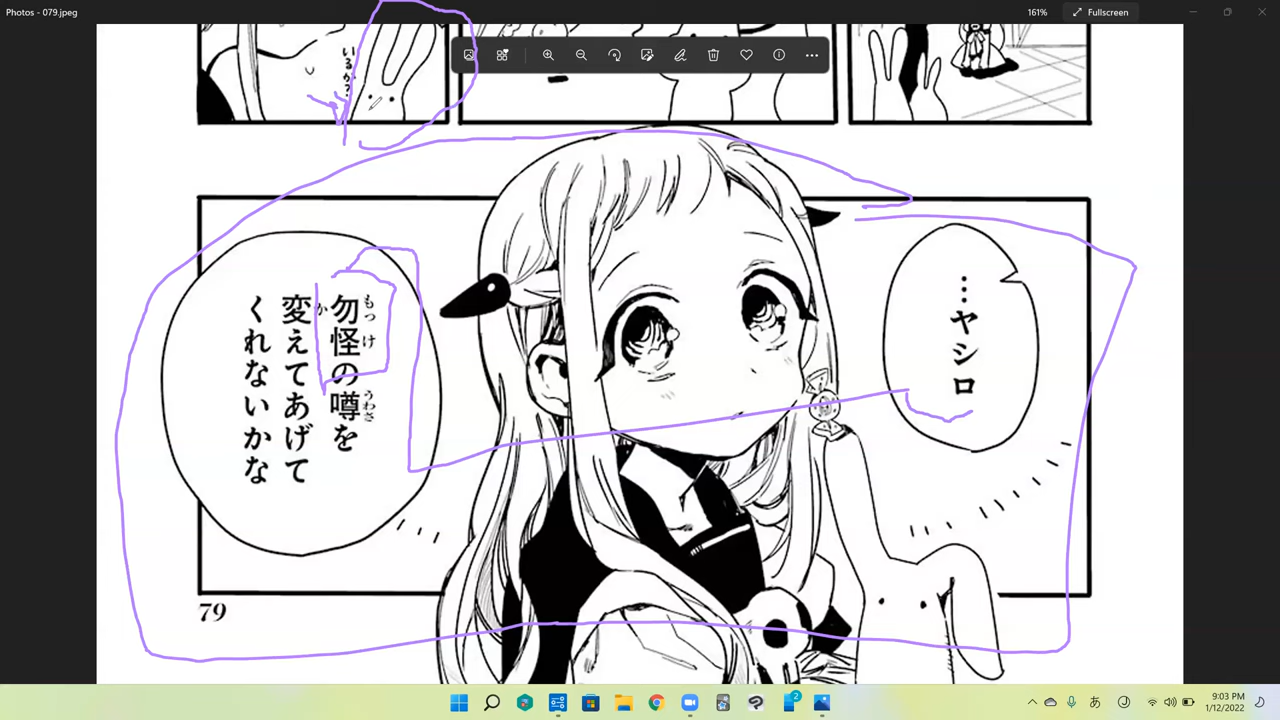 Photos - 079.jpeg
161%
Fullscreen
いるか?
…ヤシロ
勿怪の噂を
もっけ
うわさ
変えてあげて
か
くれないかな
79
2
あ
9:03 PM
1/12/2022